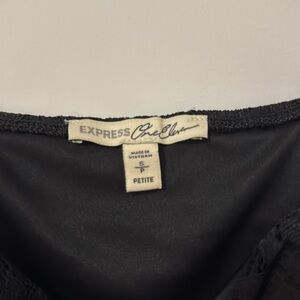 EXPRESS One Eleven
MADE IN
VIETNAM
S
P
PETITE